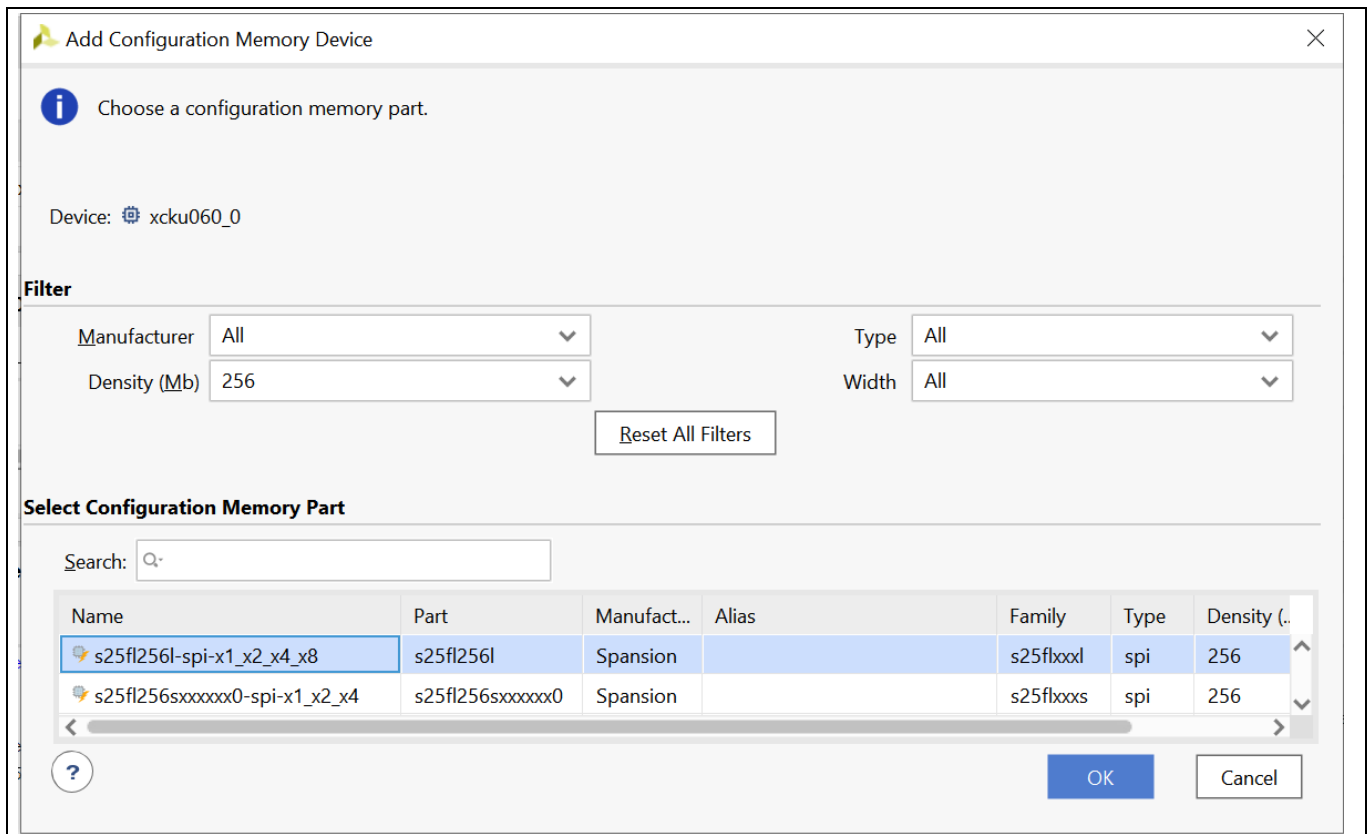 Add Configuration Memory Device
Choose a configuration memory part.
Device: xcku060_0
Filter
Manufacturer All Type All
Density (Mb) 256 Width All
Reset All Filters
Select Configuration Memory Part
Search:
Name Part Manufact... Alias Family Type Density (..
s25fl256l-spi-x1_x2_x4_x8 s25fl256l Spansion s25flxxxl spi 256
s25fl256sxxxxxx0-spi-x1_x2_x4 s25fl256sxxxxxx0 Spansion s25flxxxs spi 256
? OK Cancel